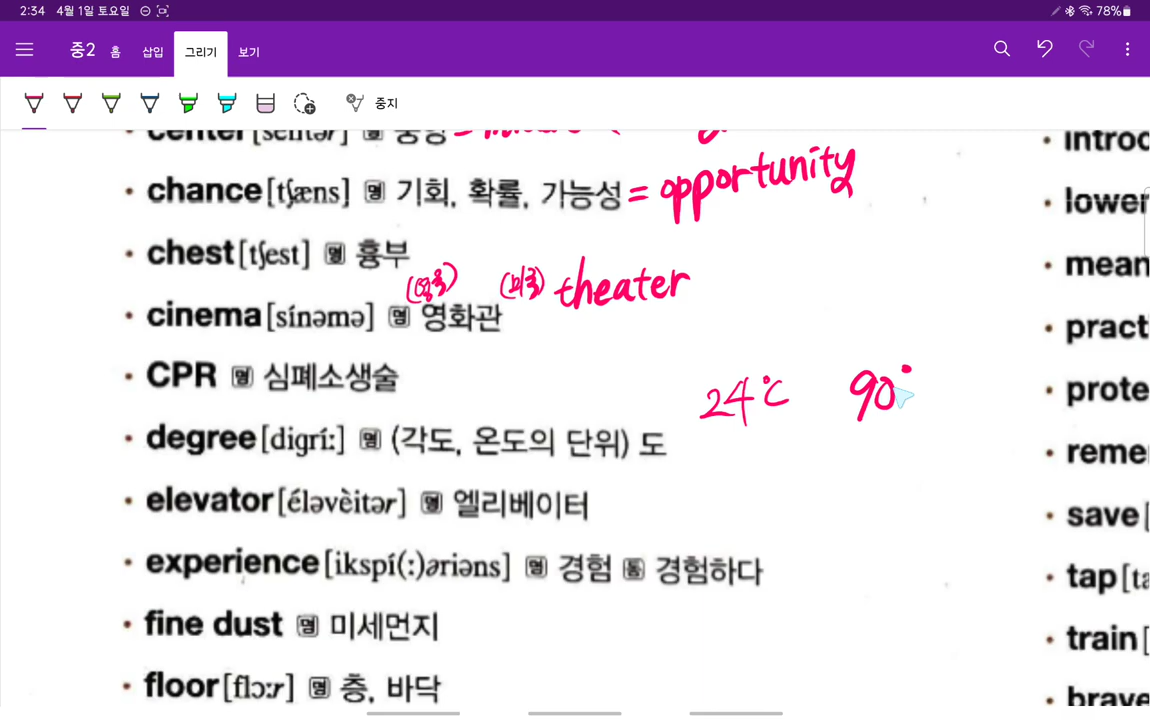 2:34 4월 1일 토요일 78%
중2 홈 삽입 그리기 보기
중지
center[séntər] 명 중앙 =
introd
• chance[tʃæns] 명 기회, 확률, 가능성 = opportunity
• lower
• chest[tʃest] 명 흉부
• mean
(영국) (미국) theater
• cinema[sínəmə] 명 영화관
• practi
• CPR 명 심폐소생술
24℃ 90°
• prote
• degree[digríː] 명 (각도, 온도의 단위) 도
• reme
• elevator[éləvèitər] 명 엘리베이터
• save[
• experience[ikspí(ː)əriəns] 명 경험 동 경험하다
• tap[ta
• fine dust 명 미세먼지
• train[
• floor[flɔːr] 명 층, 바닥
• brave